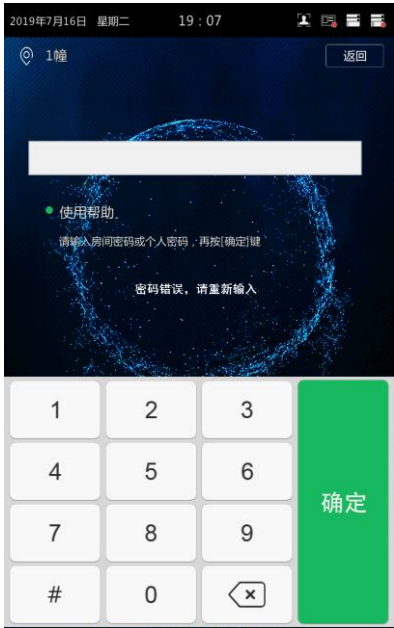 2019年7月16日 星期二 19:07
1幢 返回
使用帮助
请输入房间密码或个人密码，再按[确定]键
密码错误，请重新输入
1 2 3
4 5 6
确定
7 8 9
# 0